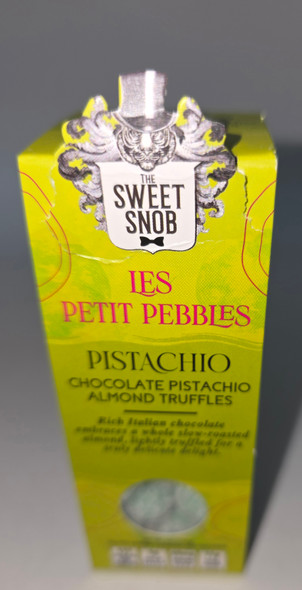 THE
SWEET
SNOB
LES
PETIT PEBBLES
PISTACHIO
CHOCOLATE PISTACHIO
ALMOND TRUFFLES
Rich Italian chocolate
embraces a whole slow-roasted
almond, lightly truffled for a
truly delicate delight.